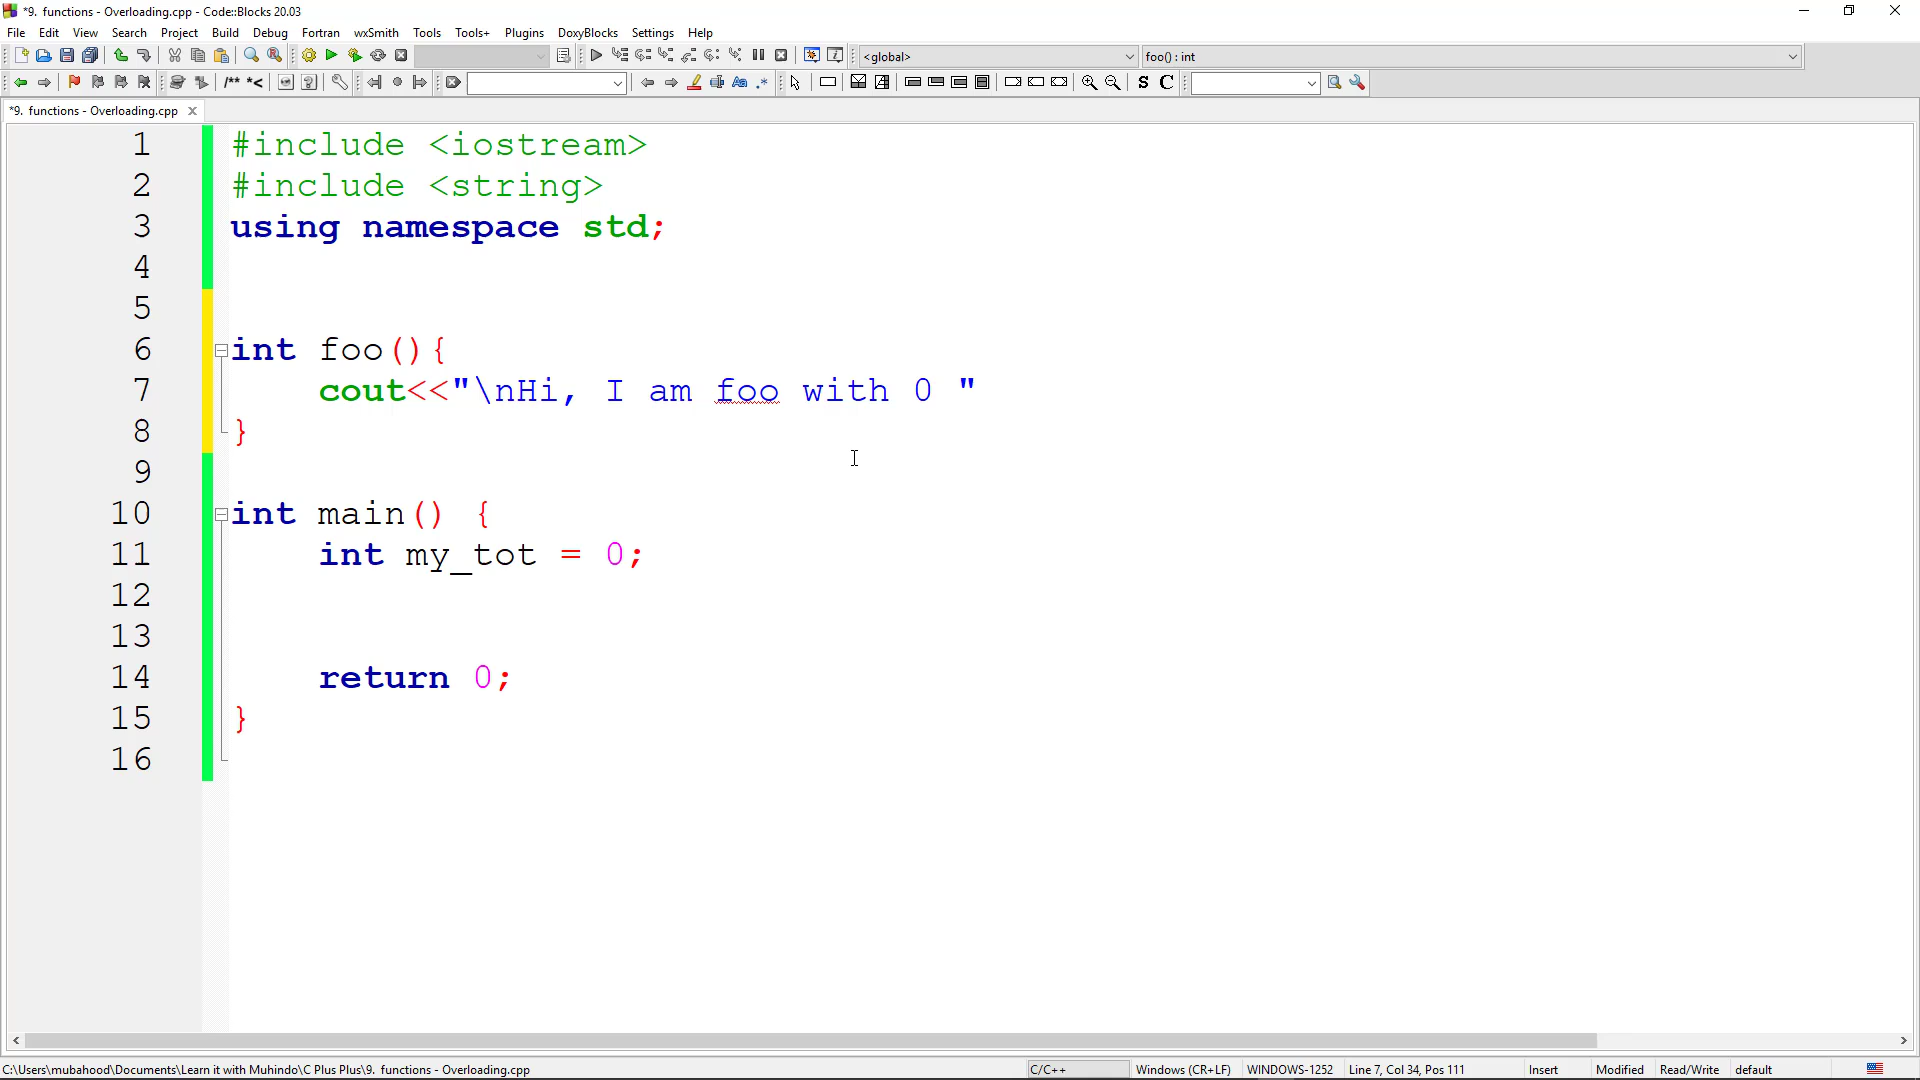 *9. functions - Overloading.cpp - Code::Blocks 20.03
File Edit View Search Project Build Debug Fortran wxSmith Tools Tools+ Plugins DoxyBlocks Settings Help
<global> foo() : int
/** *< Aa .* S C
*9. functions - Overloading.cpp
1 #include <iostream>
2 #include <string>
3 using namespace std;
4
5
6 int foo(){
7 cout<<"\nHi, I am foo with 0 "
8 }
9
10 int main() {
11 int my_tot = 0;
12
13
14 return 0;
15 }
16
C:\Users\mubahood\Documents\Learn it with Muhindo\C Plus Plus\9. functions - Overloading.cpp C/C++ Windows (CR+LF) WINDOWS-1252 Line 7, Col 34, Pos 111 Insert Modified Read/Write default